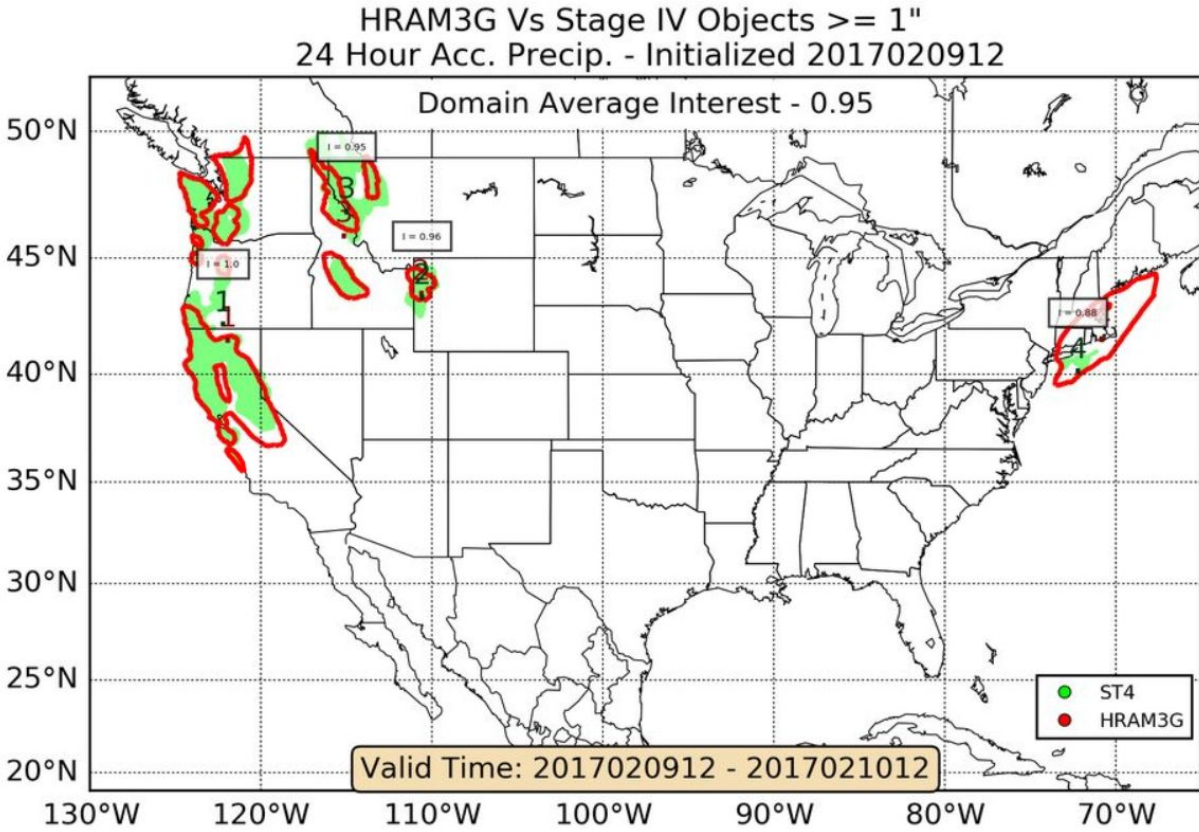 HRAM3G Vs Stage IV Objects >= 1"
24 Hour Acc. Precip. - Initialized 2017020912
Domain Average Interest - 0.95
50°N
I = 0.95
3
3
I = 0.96
45°N
I = 1.0
2
2
1
1
I = 0.88
4
40°N
35°N
30°N
25°N
ST4
HRAM3G
Valid Time: 2017020912 - 2017021012
20°N
130°W 120°W 110°W 100°W 90°W 80°W 70°W